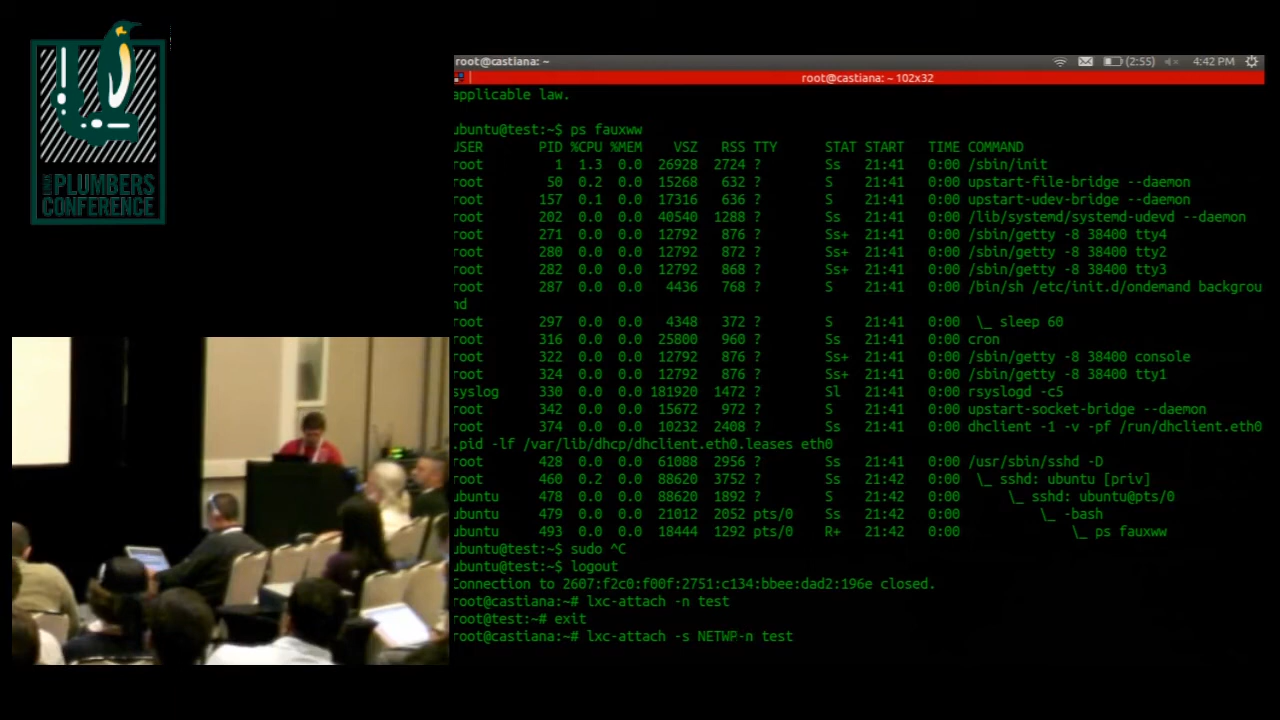 LINUX
PLUMBERS
CONFERENCE
root@castiana: ~
(2:55)
4:42 PM
root@castiana: ~ 102x32
applicable law.
ubuntu@test:~$ ps fauxww
USER PID %CPU %MEM VSZ RSS TTY STAT START TIME COMMAND
root 1 1.3 0.0 26928 2724 ? Ss 21:41 0:00 /sbin/init
root 50 0.2 0.0 15268 632 ? S 21:41 0:00 upstart-file-bridge --daemon
root 157 0.1 0.0 17316 636 ? S 21:41 0:00 upstart-udev-bridge --daemon
root 202 0.0 0.0 40540 1288 ? Ss 21:41 0:00 /lib/systemd/systemd-udevd --daemon
root 271 0.0 0.0 12792 876 ? Ss+ 21:41 0:00 /sbin/getty -8 38400 tty4
root 280 0.0 0.0 12792 872 ? Ss+ 21:41 0:00 /sbin/getty -8 38400 tty2
root 282 0.0 0.0 12792 868 ? Ss+ 21:41 0:00 /sbin/getty -8 38400 tty3
root 287 0.0 0.0 4436 768 ? S 21:41 0:00 /bin/sh /etc/init.d/ondemand backgrou
nd
root 297 0.0 0.0 4348 372 ? S 21:41 0:00 \_ sleep 60
root 316 0.0 0.0 25800 960 ? Ss 21:41 0:00 cron
root 322 0.0 0.0 12792 876 ? Ss+ 21:41 0:00 /sbin/getty -8 38400 console
root 324 0.0 0.0 12792 876 ? Ss+ 21:41 0:00 /sbin/getty -8 38400 tty1
syslog 330 0.0 0.0 181920 1472 ? Sl 21:41 0:00 rsyslogd -c5
root 342 0.0 0.0 15672 972 ? S 21:41 0:00 upstart-socket-bridge --daemon
root 374 0.0 0.0 10232 2408 ? Ss 21:41 0:00 dhclient -1 -v -pf /run/dhclient.eth0
.pid -lf /var/lib/dhcp/dhclient.eth0.leases eth0
root 428 0.0 0.0 61088 2956 ? Ss 21:41 0:00 /usr/sbin/sshd -D
root 460 0.2 0.0 88620 3752 ? Ss 21:42 0:00 \_ sshd: ubuntu [priv]
ubuntu 478 0.0 0.0 88620 1892 ? S 21:42 0:00 \_ sshd: ubuntu@pts/0
ubuntu 479 0.0 0.0 21012 2052 pts/0 Ss 21:42 0:00 \_ -bash
ubuntu 493 0.0 0.0 18444 1292 pts/0 R+ 21:42 0:00 \_ ps fauxww
ubuntu@test:~$ sudo ^C
ubuntu@test:~$ logout
Connection to 2607:f2c0:f00f:2751:c134:bbee:dad2:196e closed.
root@castiana:~# lxc-attach -n test
root@test:~# exit
root@castiana:~# lxc-attach -s NETWP-n test